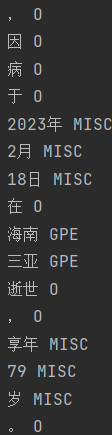 ， O
因 O
病 O
于 O
2023年 MISC
2月 MISC
18日 MISC
在 O
海南 GPE
三亚 GPE
逝世 O
， O
享年 MISC
79 MISC
岁 MISC
。 O